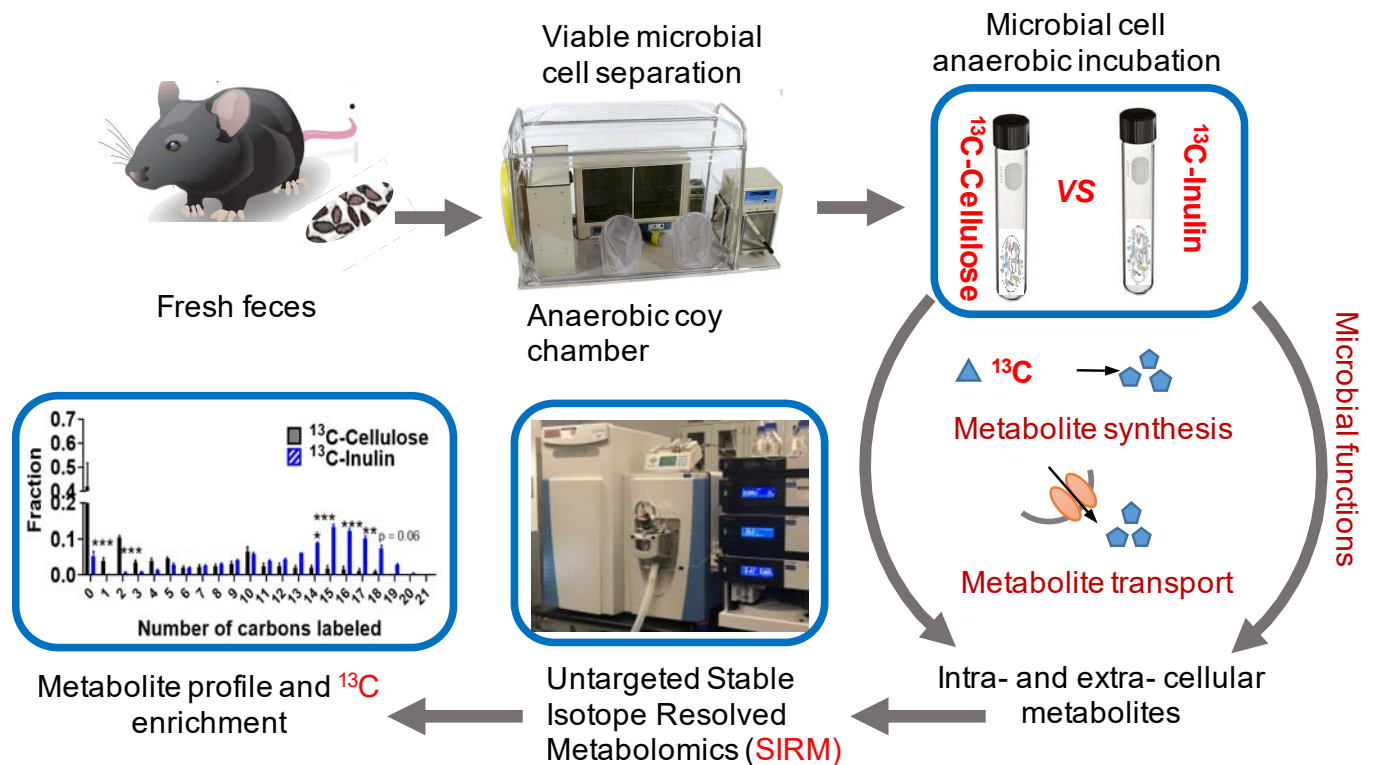 Viable microbial
cell separation
Microbial cell
anaerobic incubation
Fresh feces
Anaerobic coy
chamber
13C-Cellulose
VS
13C-Inulin
13C
Metabolite synthesis
Metabolite transport
Microbial functions
Intra- and extra- cellular
metabolites
Untargeted Stable
Isotope Resolved
Metabolomics (SIRM)
Fraction
0.7
0.6
0.5
0.4
0.2
0.1
0.0
13C-Cellulose
13C-Inulin
***
***
*
***
***
**
p = 0.06
0 1 2 3 4 5 6 7 8 9 10 11 12 13 14 15 16 17 18 19 20 21
Number of carbons labeled
Metabolite profile and 13C
enrichment